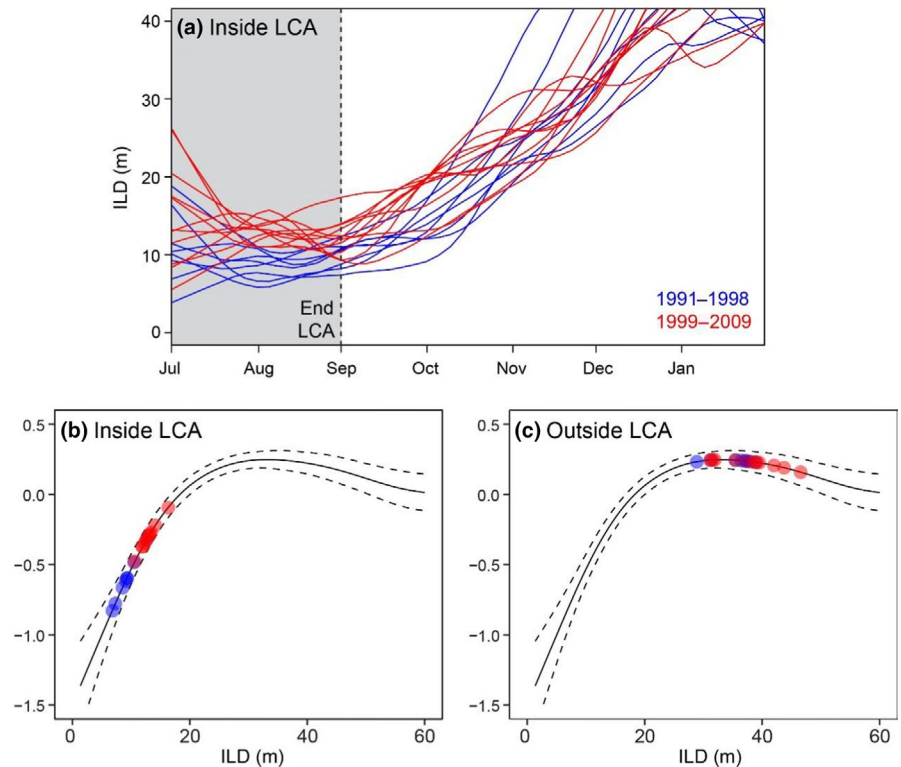 (a) Inside LCA
40
30
20
10
0
ILD (m)
End
LCA
1991–1998
1999–2009
Jul Aug Sep Oct Nov Dec Jan
(b) Inside LCA
0.5
0.0
−0.5
−1.0
−1.5
0 20 40 60
ILD (m)
(c) Outside LCA
0.5
0.0
−0.5
−1.0
−1.5
0 20 40 60
ILD (m)